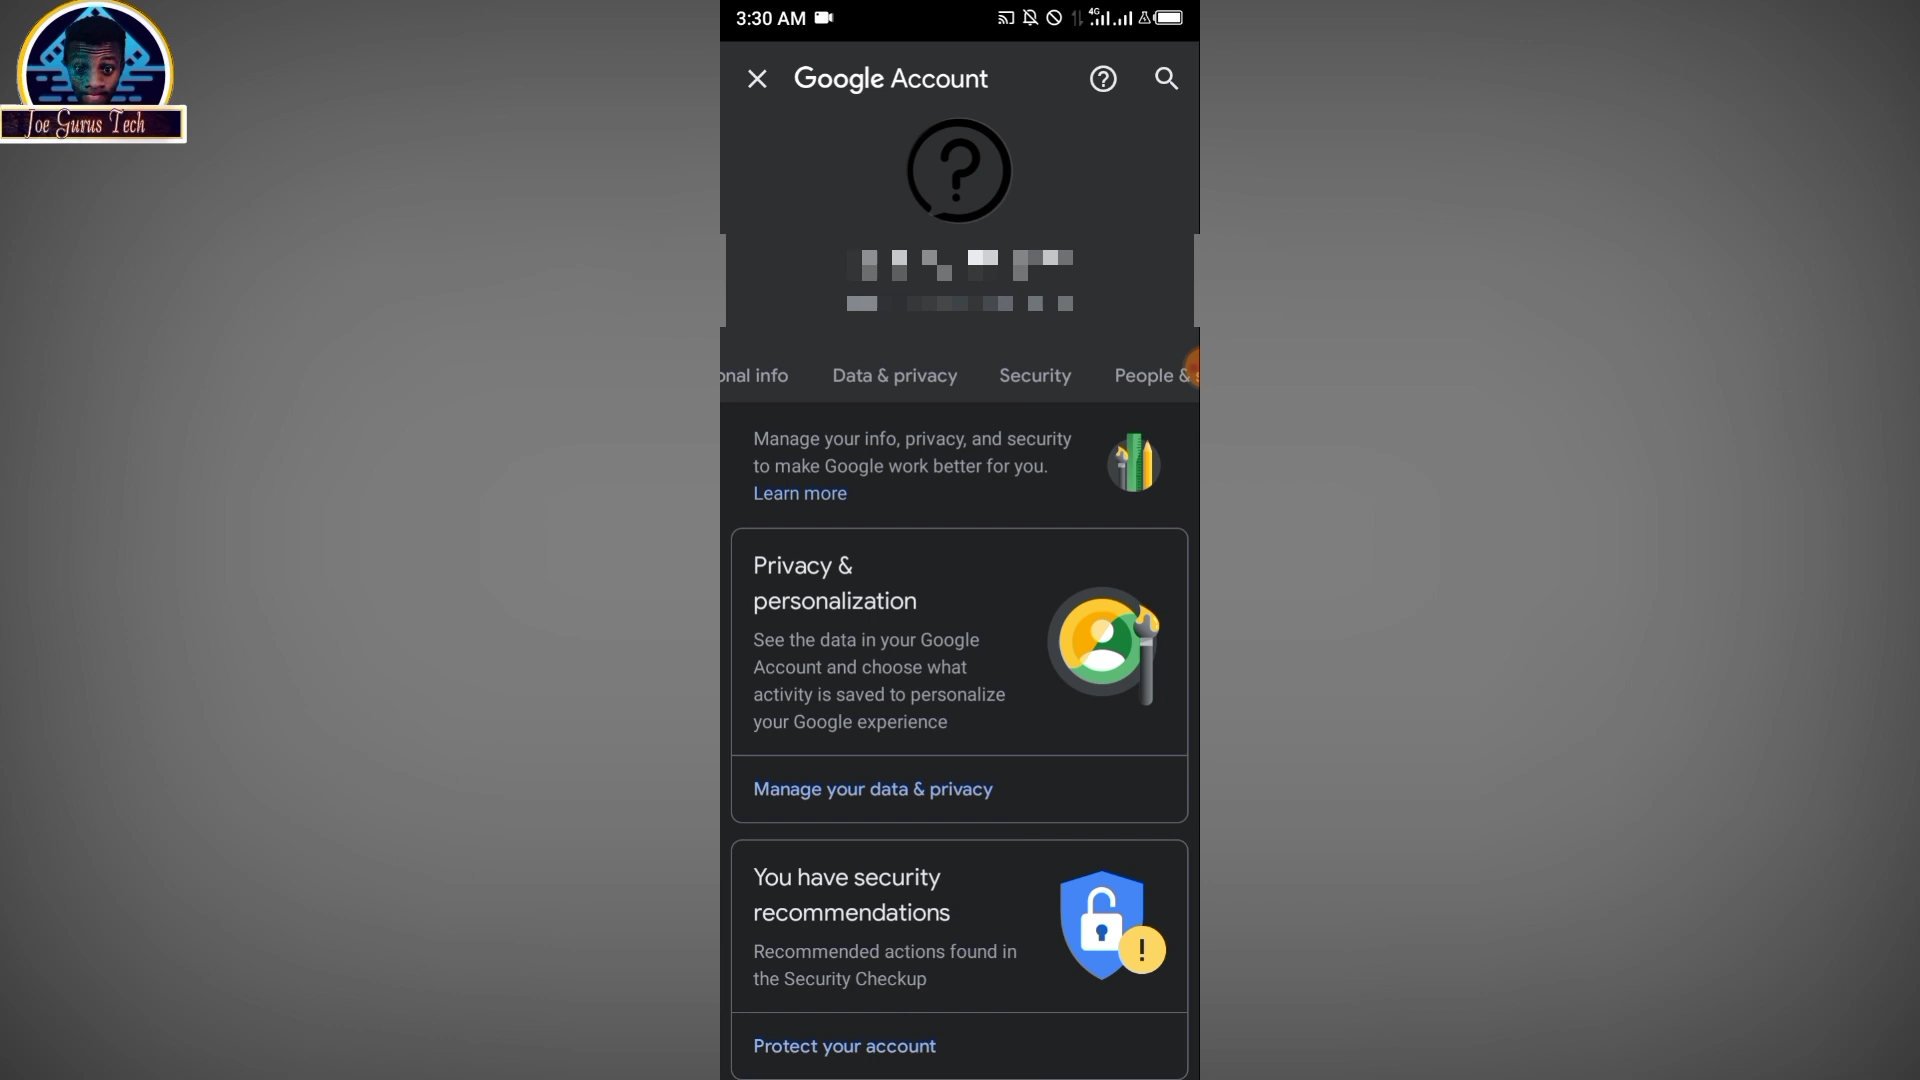 Joe Gurus Tech
3:30 AM
4G
Google Account
onal info
Data & privacy
Security
People &
Manage your info, privacy, and security
to make Google work better for you.
Learn more
Privacy &
personalization
See the data in your Google
Account and choose what
activity is saved to personalize
your Google experience
Manage your data & privacy
You have security
recommendations
Recommended actions found in
the Security Checkup
Protect your account